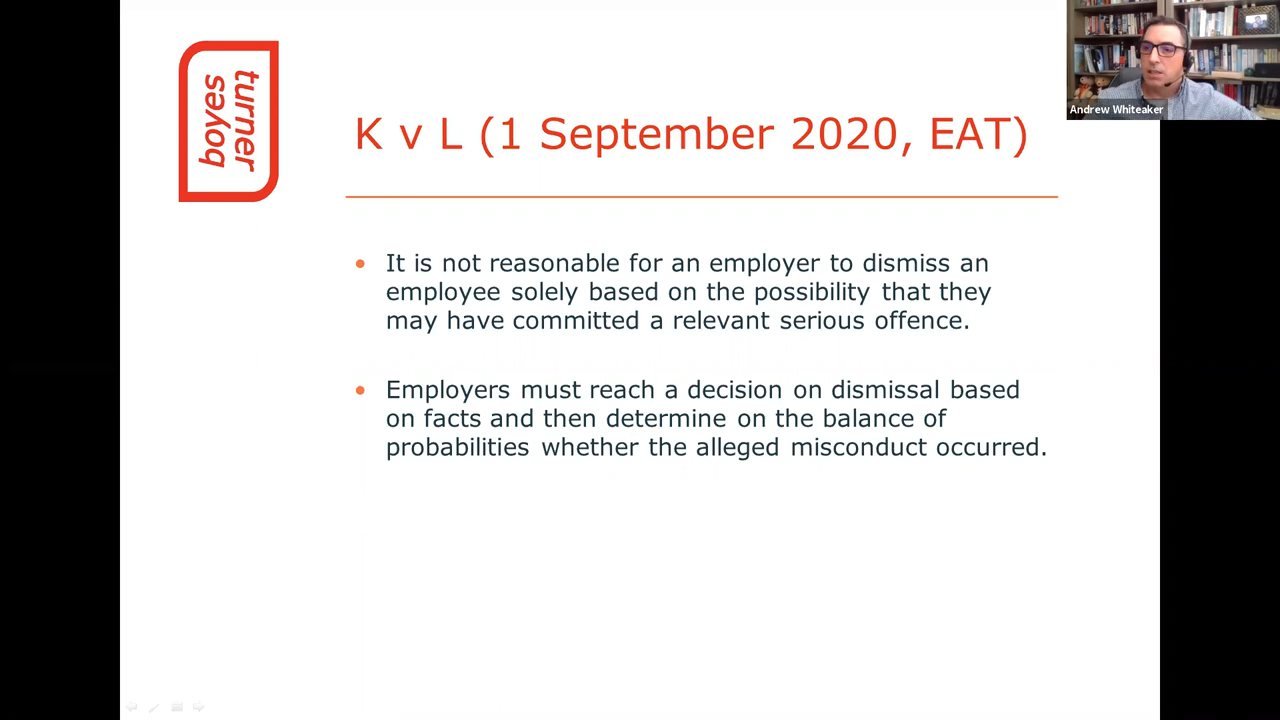 boyes
turner
K v L (1 September 2020, EAT)
Andrew Whiteaker
• It is not reasonable for an employer to dismiss an
employee solely based on the possibility that they
may have committed a relevant serious offence.
• Employers must reach a decision on dismissal based
on facts and then determine on the balance of
probabilities whether the alleged misconduct occurred.